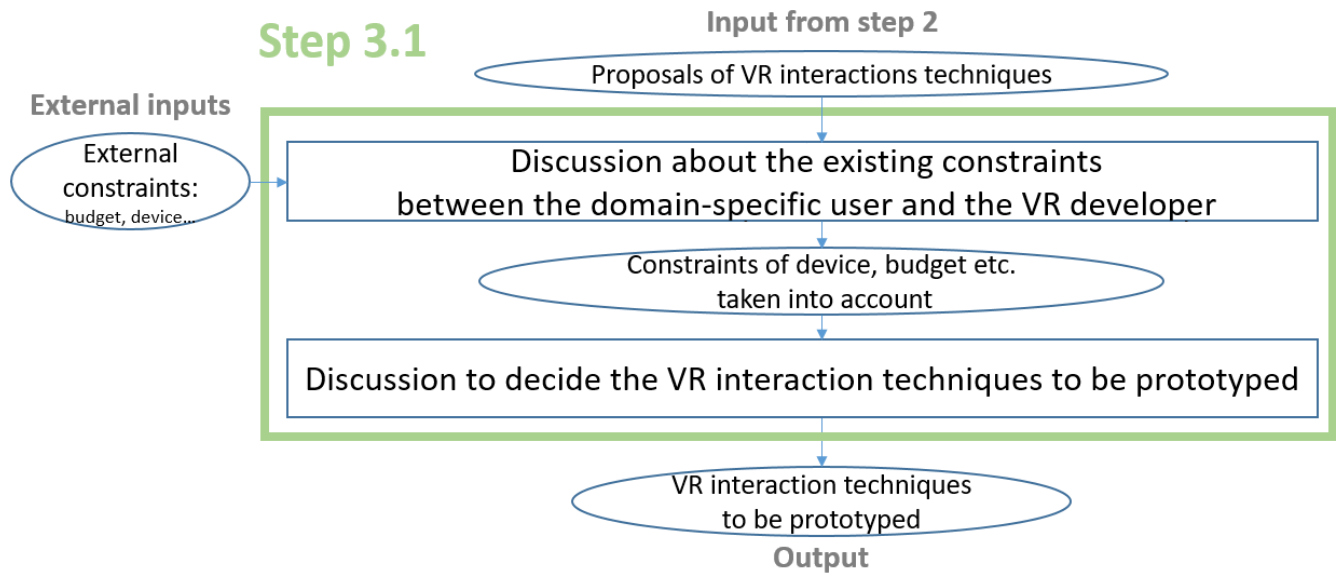 Step 3.1
Input from step 2
Proposals of VR interactions techniques
External inputs
External
constraints:
budget, device...
Discussion about the existing constraints
between the domain-specific user and the VR developer
Constraints of device, budget etc.
taken into account
Discussion to decide the VR interaction techniques to be prototyped
VR interaction techniques
to be prototyped
Output